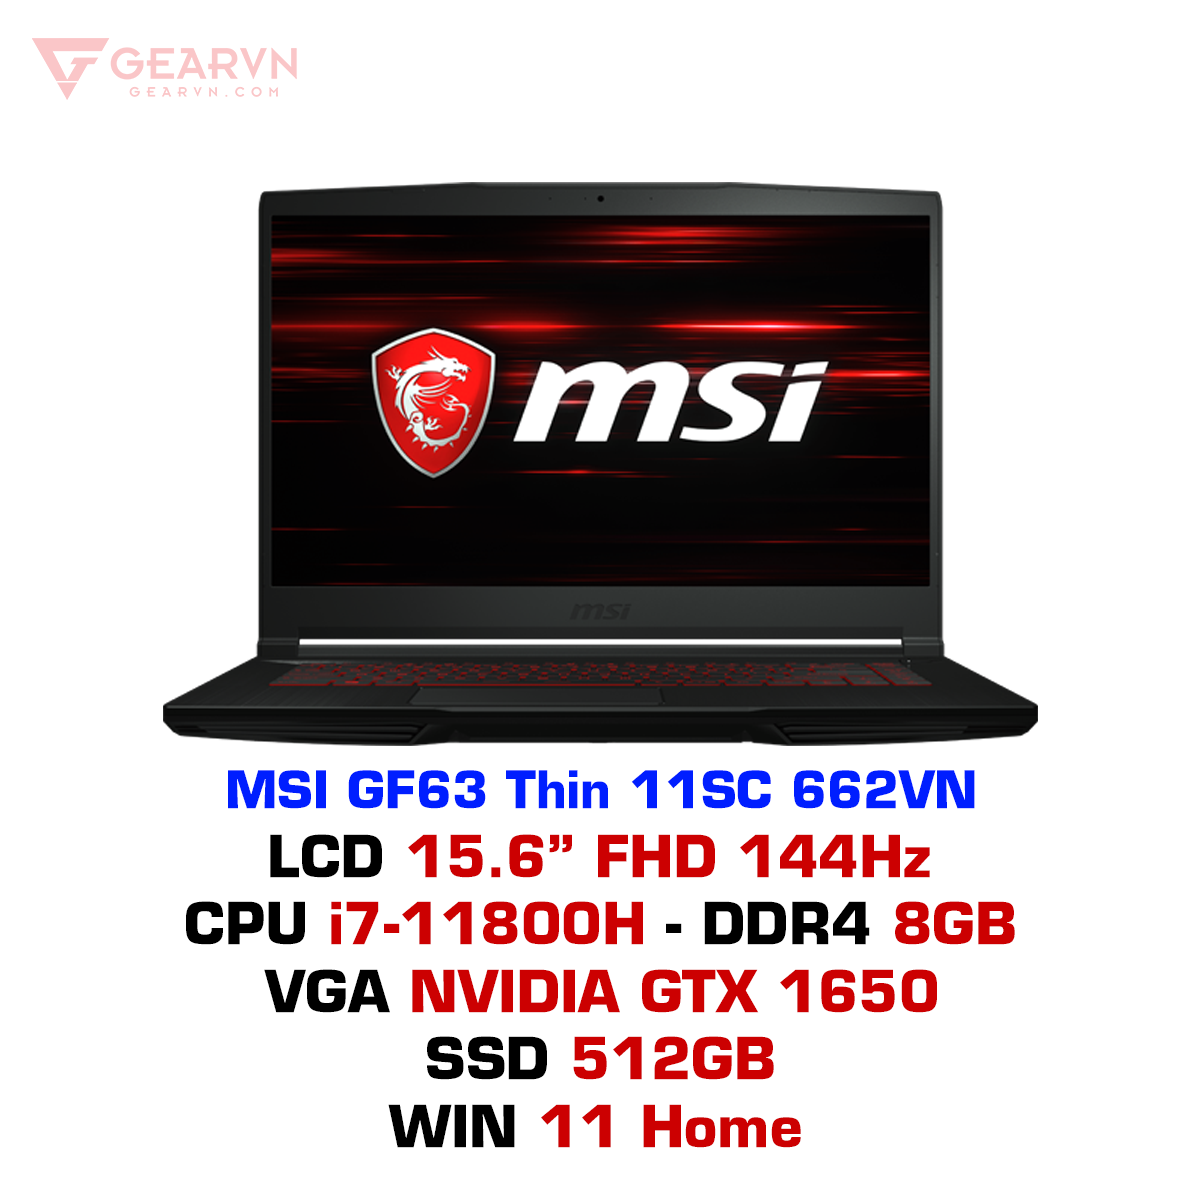 GEARVN
GEARVN.COM
msi
msi
MSI GF63 Thin 11SC 662VN
LCD 15.6” FHD 144Hz
CPU i7-11800H - DDR4 8GB
VGA NVIDIA GTX 1650
SSD 512GB
WIN 11 Home